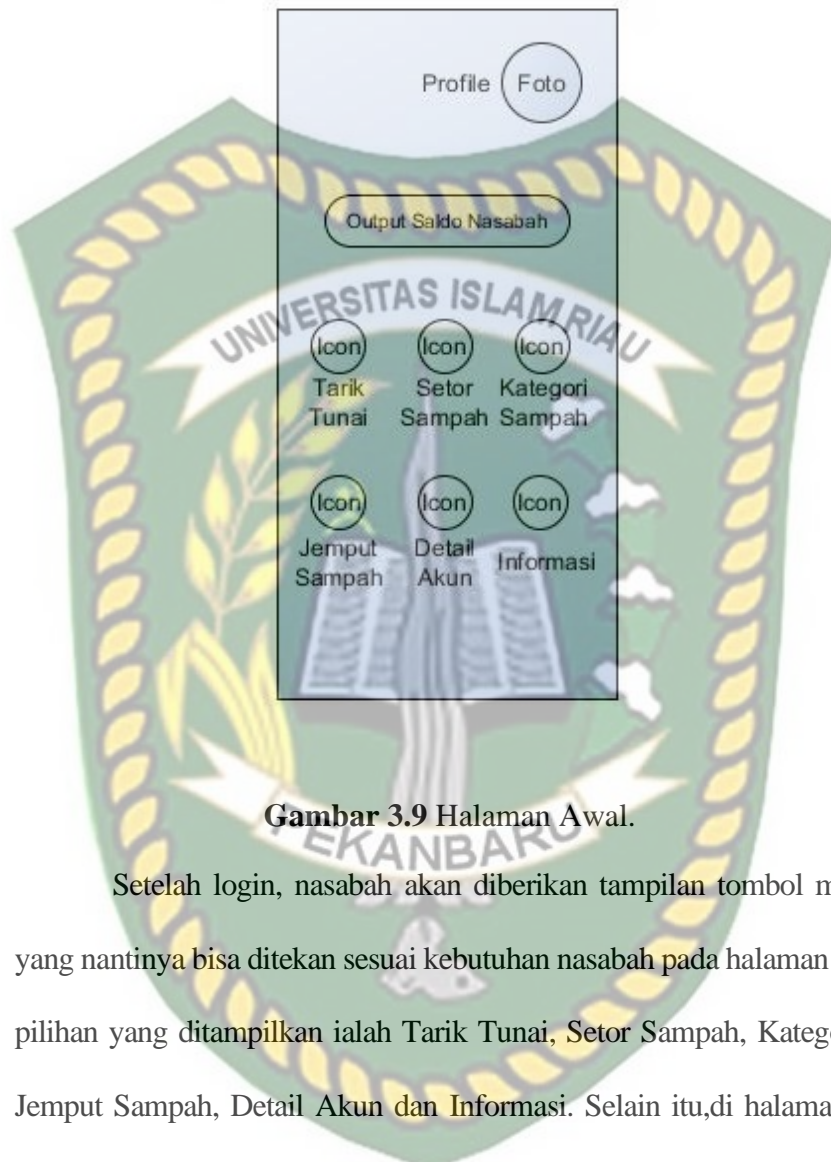 Profile Foto
Output Saldo Nasabah
UNIVERSITAS ISLAM RIAU
Icon Icon Icon
Tarik Setor Kategori
Tunai Sampah Sampah
Icon Icon Icon
Jemput Detail Informasi
Sampah Akun
Gambar 3.9 Halaman Awal.
PEKANBARU
Setelah login, nasabah akan diberikan tampilan tombol
yang nantinya bisa ditekan sesuai kebutuhan nasabah pada halaman
pilihan yang ditampilkan ialah Tarik Tunai, Setor Sampah,
Jemput Sampah, Detail Akun dan Informasi. Selain itu,di